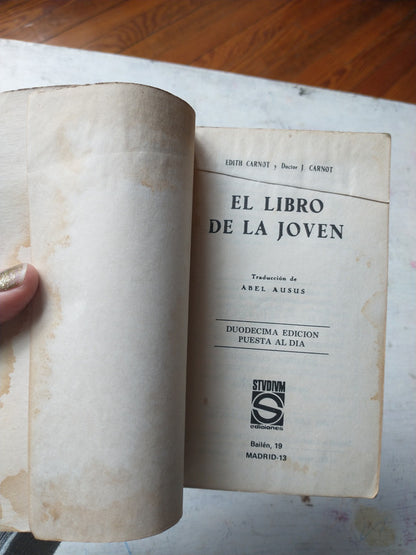 EDITH CARNOT y Doctor J CARNOT
EL LIBRO
DE LA JOVEN
Traducción de
ABEL AUSUS
DUODECIMA EDICION
PUESTA AL DIA
STVDIVM
ediciones
Bailén, 19
MADRID-13